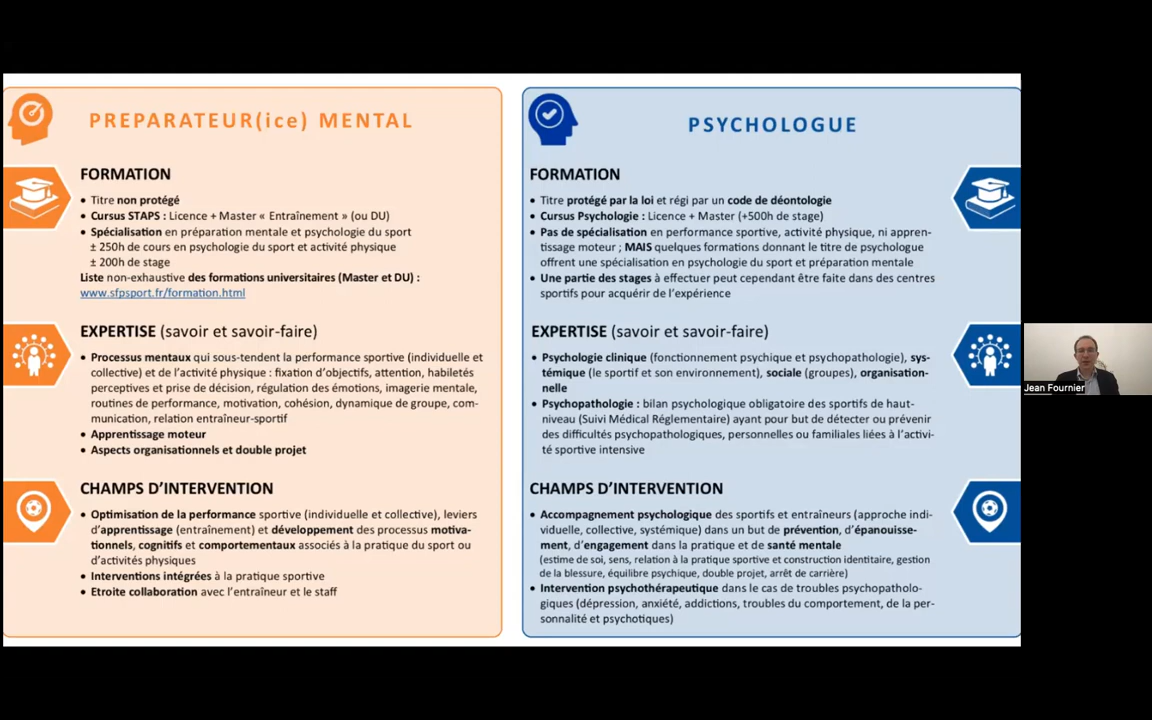 PREPARATEUR(ice) MENTAL
FORMATION
• Titre non protégé
• Cursus STAPS : Licence + Master « Entraînement » (ou DU)
• Spécialisation en préparation mentale et psychologie du sport
± 250h de cours en psychologie du sport et activité physique
± 200h de stage
Liste non-exhaustive des formations universitaires (Master et DU) :
www.sfpsport.fr/formation.html
EXPERTISE (savoir et savoir-faire)
• Processus mentaux qui sous-tendent la performance sportive (individuelle et
collective) et de l'activité physique : fixation d'objectifs, attention, habiletés
perceptives et prise de décision, régulation des émotions, imagerie mentale,
routines de performance, motivation, cohésion, dynamique de groupe, com-
munication, relation entraîneur-sportif
• Apprentissage moteur
• Aspects organisationnels et double projet
CHAMPS D'INTERVENTION
• Optimisation de la performance sportive (individuelle et collective), leviers
d'apprentissage (entraînement) et développement des processus motiva-
tionnels, cognitifs et comportementaux associés à la pratique du sport ou
d'activités physiques
• Interventions intégrées à la pratique sportive
• Etroite collaboration avec l'entraîneur et le staff
PSYCHOLOGUE
FORMATION
• Titre protégé par la loi et régi par un code de déontologie
• Cursus Psychologie : Licence + Master (+500h de stage)
• Pas de spécialisation en performance sportive, activité physique, ni appren-
tissage moteur ; MAIS quelques formations donnant le titre de psychologue
offrent une spécialisation en psychologie du sport et préparation mentale
• Une partie des stages à effectuer peut cependant être faite dans des centres
sportifs pour acquérir de l'expérience
EXPERTISE (savoir et savoir-faire)
• Psychologie clinique (fonctionnement psychique et psychopathologie), sys-
témique (le sportif et son environnement), sociale (groupes), organisation-
nelle
• Psychopathologie : bilan psychologique obligatoire des sportifs de haut-
niveau (Suivi Médical Réglementaire) ayant pour but de détecter ou prévenir
des difficultés psychopathologiques, personnelles ou familiales liées à l'activi-
té sportive intensive
CHAMPS D'INTERVENTION
• Accompagnement psychologique des sportifs et entraîneurs (approche indi-
viduelle, collective, systémique) dans un but de prévention, d'épanouisse-
ment, d'engagement dans la pratique et de santé mentale
(estime de soi, sens, relation à la pratique sportive et construction identitaire, gestion
de la blessure, équilibre psychique, double projet, arrêt de carrière)
• Intervention psychothérapeutique dans le cas de troubles psychopatholo-
giques (dépression, anxiété, addictions, troubles du comportement, de la per-
sonnalité et psychotiques)
Jean Fournier